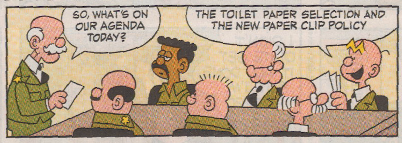 SO, WHAT'S ON
OUR AGENDA
TODAY?
THE TOILET PAPER SELECTION AND
THE NEW PAPER CLIP POLICY